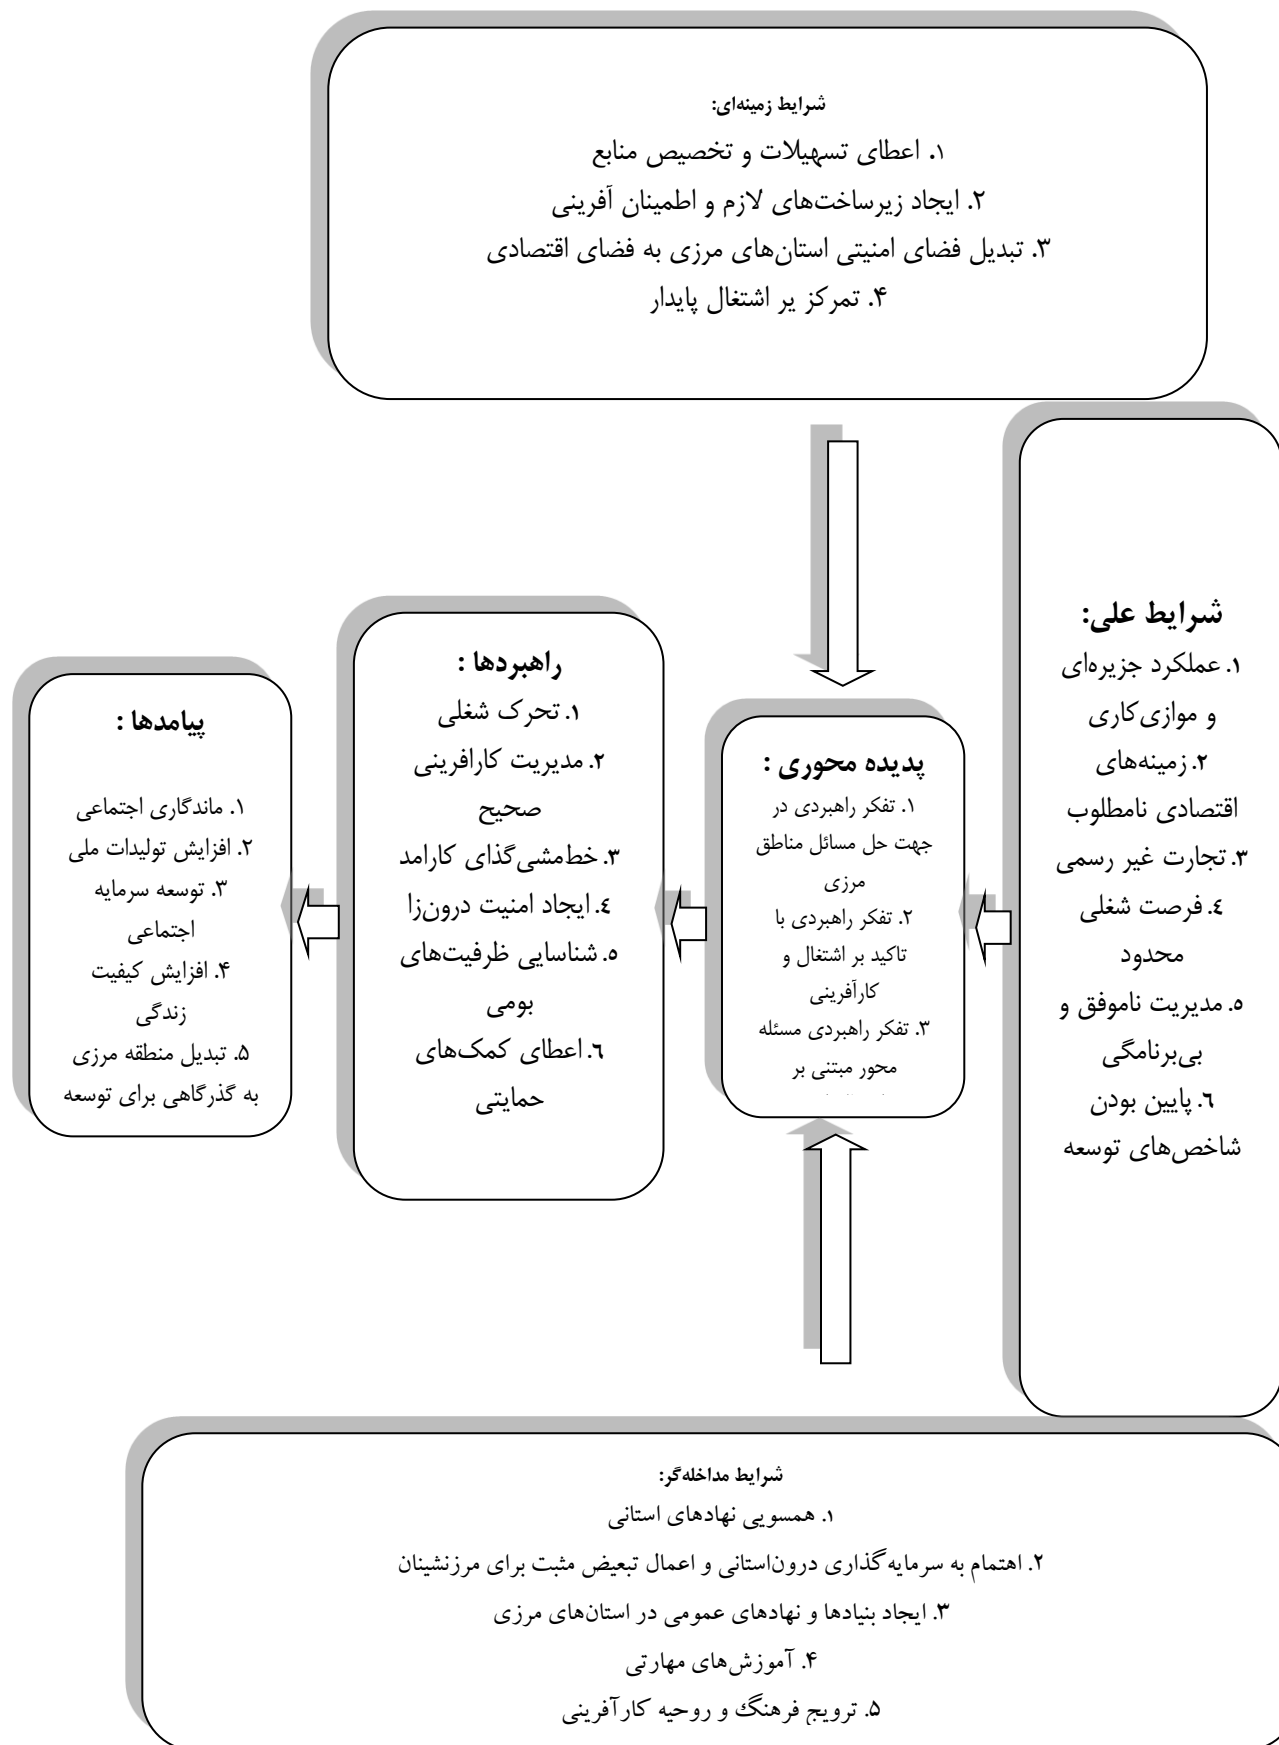 شرایط زمینه‌ای:
۱. اعطای تسهیلات و تخصیص منابع
۲. ایجاد زیرساخت‌های لازم و اطمینان آفرینی
۳. تبدیل فضای امنیتی استان‌های مرزی به فضای اقتصادی
۴. تمرکز یر اشتغال پایدار
شرایط علی:
۱. عملکرد جزیره‌ای
و موازی‌کاری
۲. زمینه‌های
اقتصادی نامطلوب
۳. تجارت غیر رسمی
٤. فرصت شغلی
محدود
٥. مدیریت ناموفق و
بی‌برنامگی
٦. پایین بودن
شاخص‌های توسعه
پدیده محوری :
۱. تفکر راهبردی در
جهت حل مسائل مناطق
مرزی
۲. تفکر راهبردی با
تاکید بر اشتغال و
کارآفرینی
۳. تفکر راهبردی مسئله
محور مبتنی بر
راهبردها :
۱. تحرک شغلی
۲. مدیریت کارافرینی
صحیح
۳. خط‌مشی‌گذای کارامد
٤. ایجاد امنیت درون‌زا
٥. شناسایی ظرفیت‌های
بومی
٦. اعطای کمک‌های
حمایتی
پیامدها :
۱. ماندگاری اجتماعی
۲. افزایش تولیدات ملی
۳. توسعه سرمایه
اجتماعی
۴. افزایش کیفیت
زندگی
۵. تبدیل منطقه مرزی
به گذرگاهی برای توسعه
شرایط مداخله‌گر:
۱. همسویی نهادهای استانی
۲. اهتمام به سرمایه‌گذاری درون‌استانی و اعمال تبعیض مثبت برای مرزنشینان
۳. ایجاد بنیادها و نهادهای عمومی در استان‌های مرزی
۴. آموزش‌های مهارتی
۵. ترویج فرهنگ و روحیه کارآفرینی